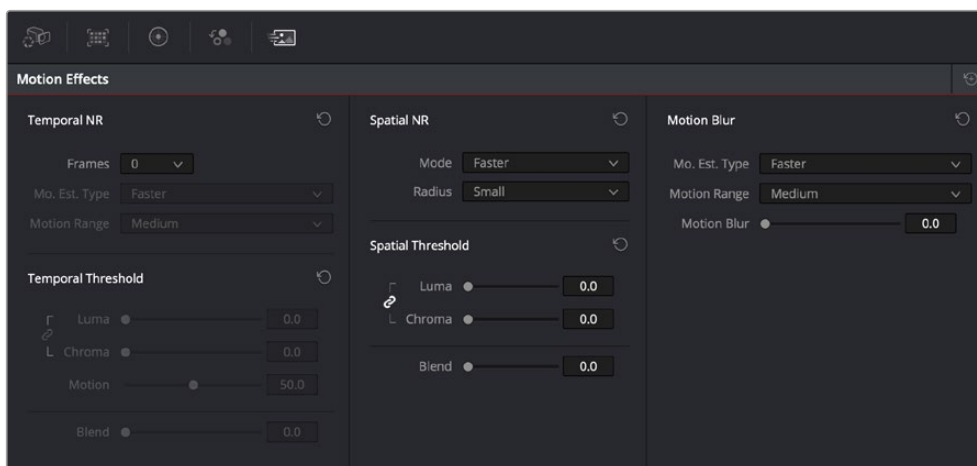 Motion Effects
Temporal NR
Frames 0
Mo. Est. Type Faster
Motion Range Medium
Temporal Threshold
Luma 0.0
Chroma 0.0
Motion 50.0
Blend 0.0
Spatial NR
Mode Faster
Radius Small
Spatial Threshold
Luma 0.0
Chroma 0.0
Blend 0.0
Motion Blur
Mo. Est. Type Faster
Motion Range Medium
Motion Blur 0.0